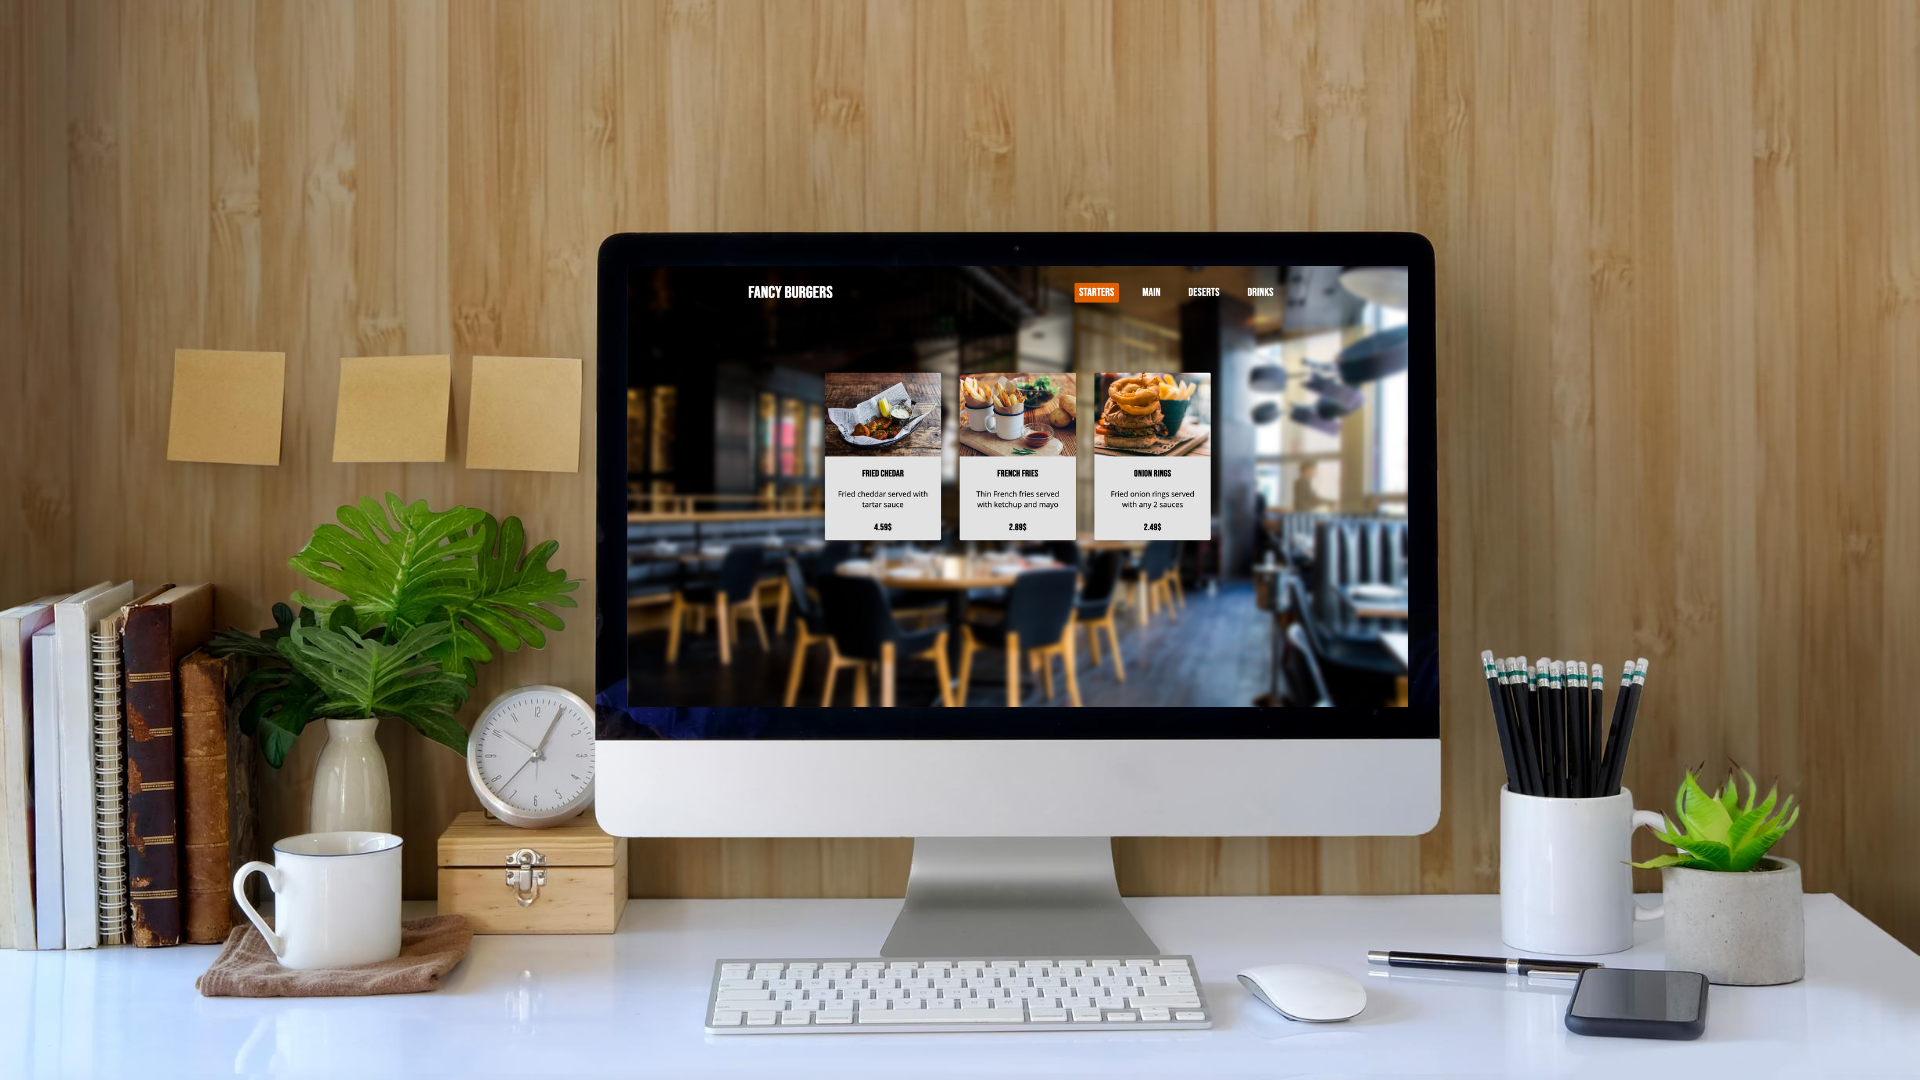 FANCY BURGERS
STARTERS MAIN DESERTS DRINKS
FRIED CHEDAR
Fried cheddar served with
tartar sauce
4.59$
FRENCH FRIES
Thin French fries served
with ketchup and mayo
2.89$
ONION RINGS
Fried onion rings served
with any 2 sauces
2.49$